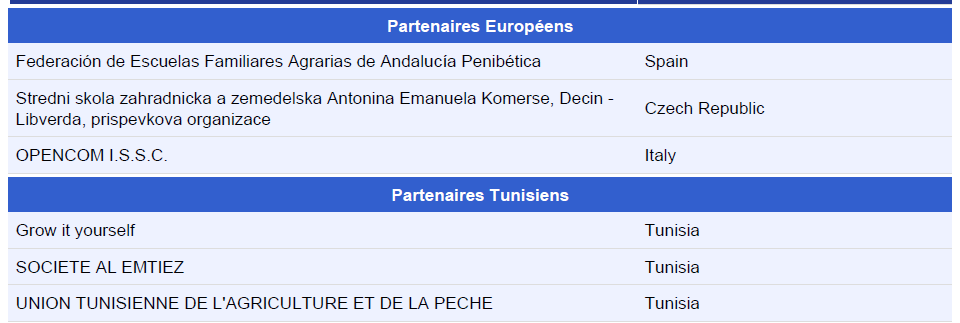 Partenaires Européens
Federación de Escuelas Familiares Agrarias de Andalucía Penibética Spain
Stredni skola zahradnicka a zemedelska Antonina Emanuela Komerse, Decin -
Libverda, prispevkova organizace
Czech Republic
OPENCOM I.S.S.C. Italy
Partenaires Tunisiens
Grow it yourself Tunisia
SOCIETE AL EMTIEZ Tunisia
UNION TUNISIENNE DE L'AGRICULTURE ET DE LA PECHE Tunisia